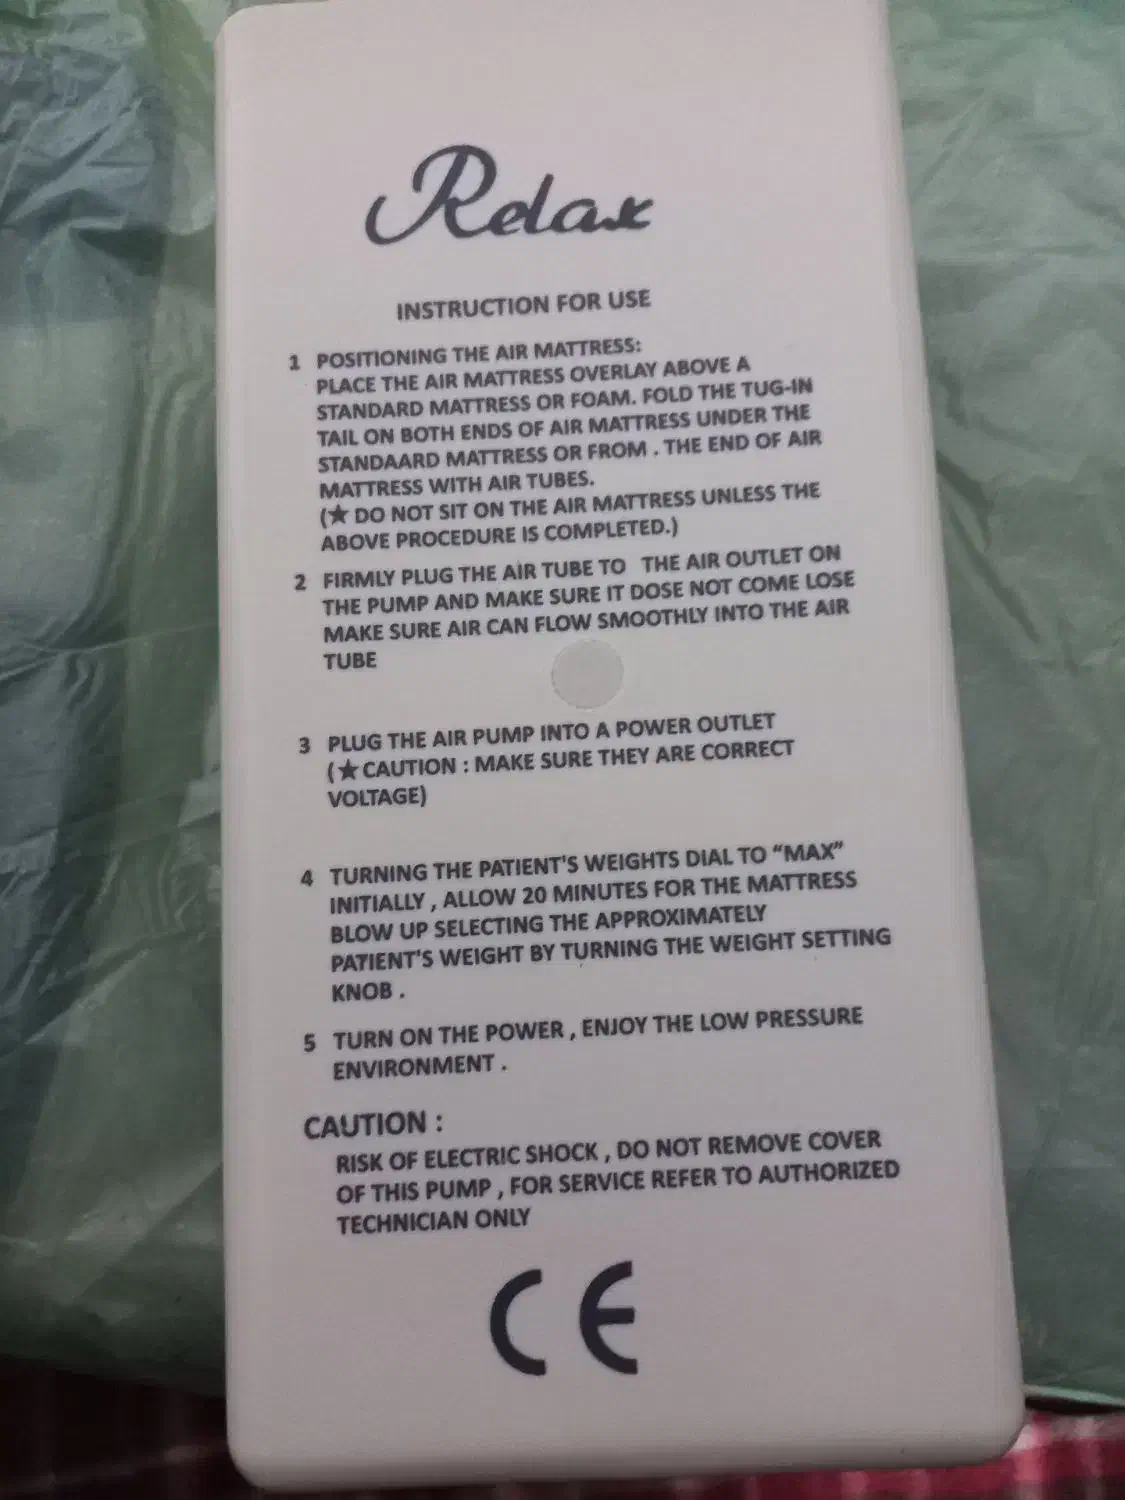 Relax
INSTRUCTION FOR USE
1 POSITIONING THE AIR MATTRESS:
PLACE THE AIR MATTRESS OVERLAY ABOVE A
STANDARD MATTRESS OR FOAM. FOLD THE TUG-IN
TAIL ON BOTH ENDS OF AIR MATTRESS UNDER THE
STANDAARD MATTRESS OR FROM . THE END OF AIR
MATTRESS WITH AIR TUBES.
(★ DO NOT SIT ON THE AIR MATTRESS UNLESS THE
ABOVE PROCEDURE IS COMPLETED.)
2 FIRMLY PLUG THE AIR TUBE TO THE AIR OUTLET ON
THE PUMP AND MAKE SURE IT DOSE NOT COME LOSE
MAKE SURE AIR CAN FLOW SMOOTHLY INTO THE AIR
TUBE
3 PLUG THE AIR PUMP INTO A POWER OUTLET
(★ CAUTION : MAKE SURE THEY ARE CORRECT
VOLTAGE)
4 TURNING THE PATIENT'S WEIGHTS DIAL TO “MAX”
INITIALLY , ALLOW 20 MINUTES FOR THE MATTRESS
BLOW UP SELECTING THE APPROXIMATELY
PATIENT'S WEIGHT BY TURNING THE WEIGHT SETTING
KNOB .
5 TURN ON THE POWER , ENJOY THE LOW PRESSURE
ENVIRONMENT .
CAUTION :
RISK OF ELECTRIC SHOCK , DO NOT REMOVE COVER
OF THIS PUMP , FOR SERVICE REFER TO AUTHORIZED
TECHNICIAN ONLY
CE